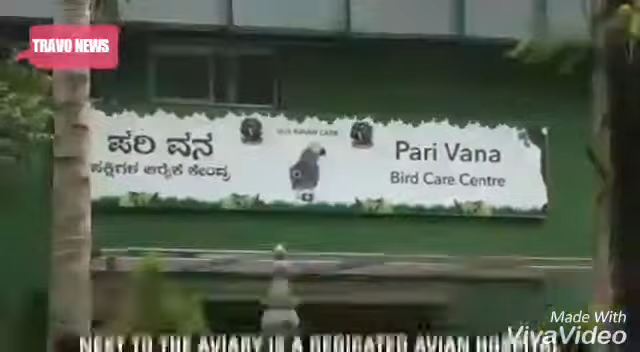 TRAVO NEWS
ಪರಿ ವನ
ಪಕ್ಷಿಗಳ ಆರೈಕೆ ಕೇಂದ್ರ
Pari Vana
Bird Care Centre
NEXT TO THE AVIARY IS A DEDICATED AVIAN
Made With
VivaVideo